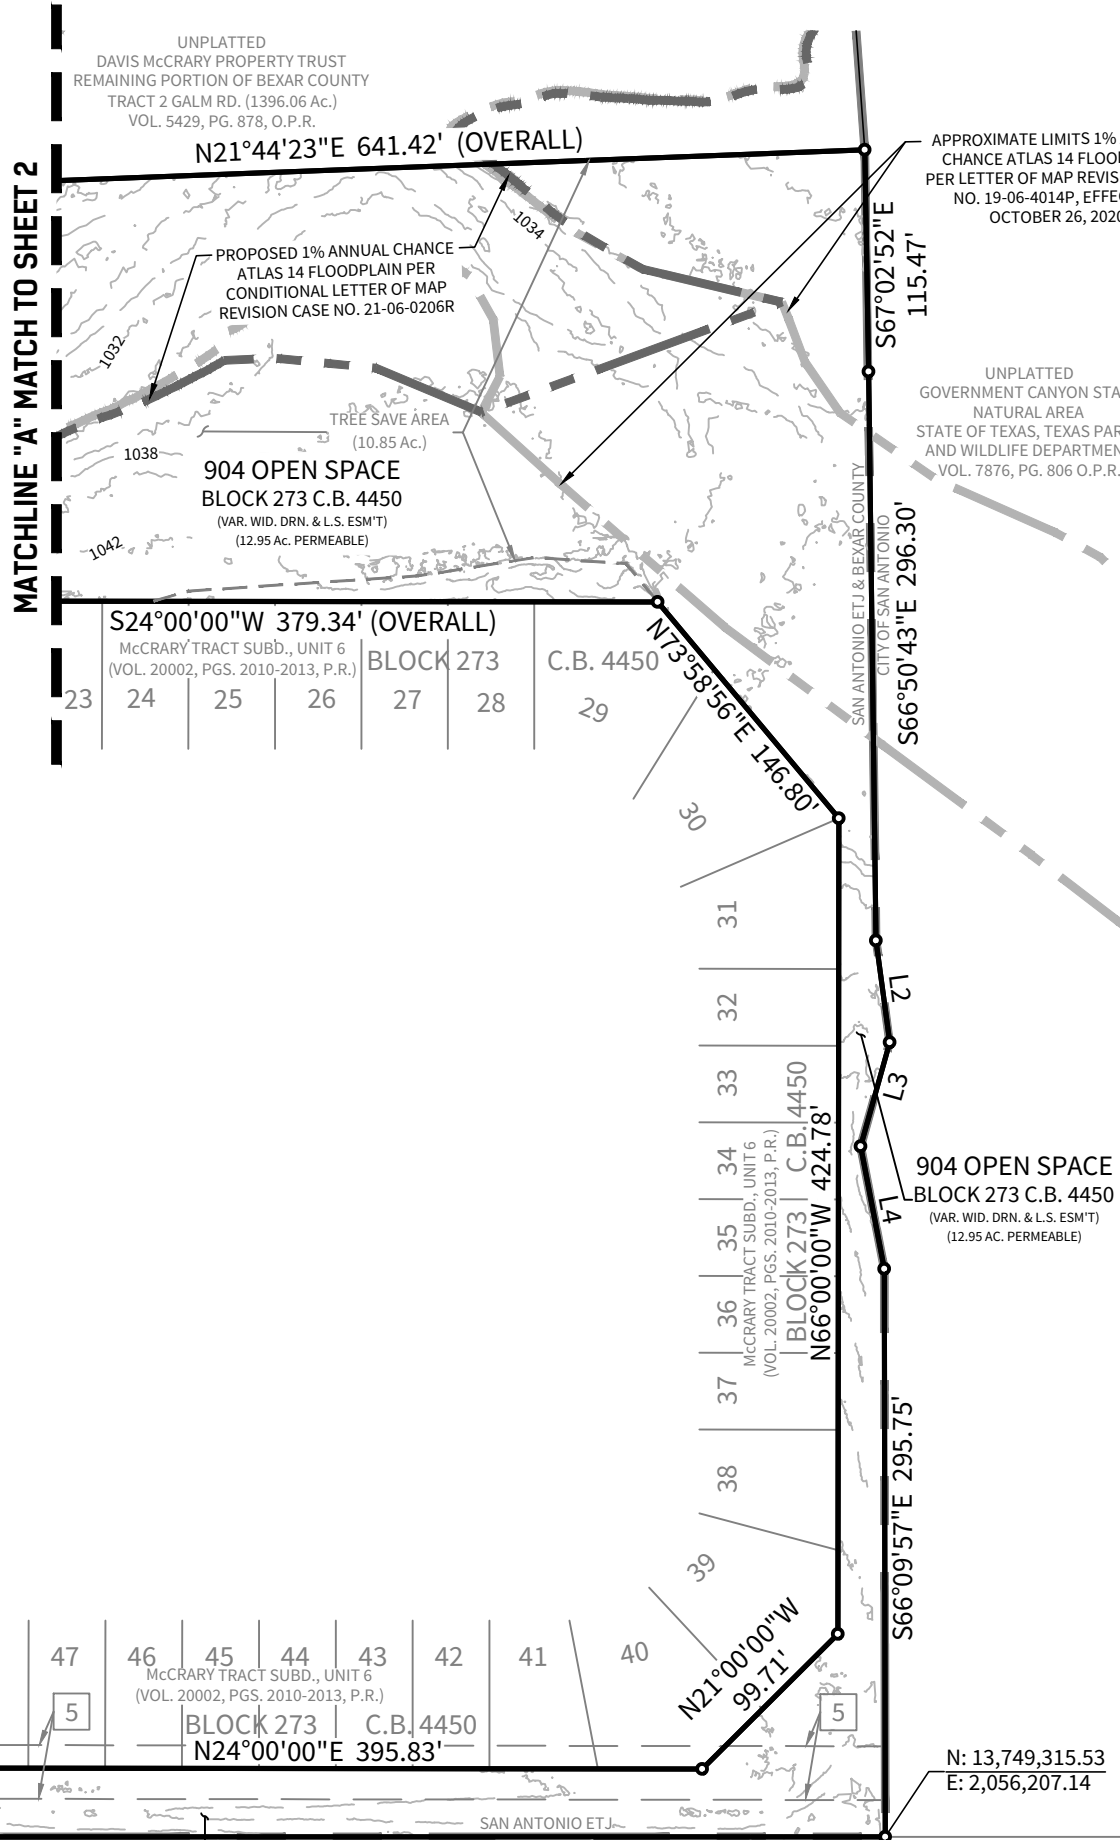 UNPLATTED
DAVIS McCRARY PROPERTY TRUST
REMAINING PORTION OF BEXAR COUNTY
TRACT 2 GALM RD. (1396.06 Ac.)
VOL. 5429, PG. 878, O.P.R.
MATCHLINE "A" MATCH TO SHEET 2
N21°44'23"E 641.42' (OVERALL)
APPROXIMATE LIMITS 1%
CHANCE ATLAS 14
PER LETTER OF MAP
NO. 19-06-4014P,
OCTOBER 26,
S67°02'52"E
115.47'
1034
PROPOSED 1% ANNUAL CHANCE
ATLAS 14 FLOODPLAIN PER
CONDITIONAL LETTER OF MAP
REVISION CASE NO. 21-06-0206R
1032
UNPLATTED
GOVERNMENT CANYON
NATURAL AREA
STATE OF TEXAS, TEXAS
AND WILDLIFE
VOL. 7876, PG. 806 O.P.R.
TREE SAVE AREA
(10.85 Ac.)
1038
904 OPEN SPACE
BLOCK 273 C.B. 4450
(VAR. WID. DRN. & L.S. ESM'T)
(12.95 Ac. PERMEABLE)
1042
SAN ANTONIO ETJ & BEXAR COUNTY
CITY OF SAN ANTONIO
S66°50'43"E 296.30'
S24°00'00"W 379.34' (OVERALL)
McCRARY TRACT SUBD., UNIT 6
(VOL. 20002, PGS. 2010-2013, P.R.)
BLOCK 273 C.B. 4450
23 24 25 26 27 28 29
N73°58'56"E 146.80'
30
31
32
33
34
35
36
37
38
39
McCRARY TRACT SUBD., UNIT 6
(VOL. 20002, PGS. 2010-2013, P.R.)
BLOCK 273 C.B. 4450
N66°00'00"W 424.78'
L2
L3
L4
904 OPEN SPACE
BLOCK 273 C.B. 4450
(VAR. WID. DRN. & L.S. ESM'T)
(12.95 AC. PERMEABLE)
S66°09'57"E 295.75'
N21°00'00"W
99.71'
47 46 45 44 43 42 41 40
McCRARY TRACT SUBD., UNIT 6
(VOL. 20002, PGS. 2010-2013, P.R.)
5
5
BLOCK 273 C.B. 4450
N24°00'00"E 395.83'
N: 13,749,315.53
E: 2,056,207.14
SAN ANTONIO ETJ